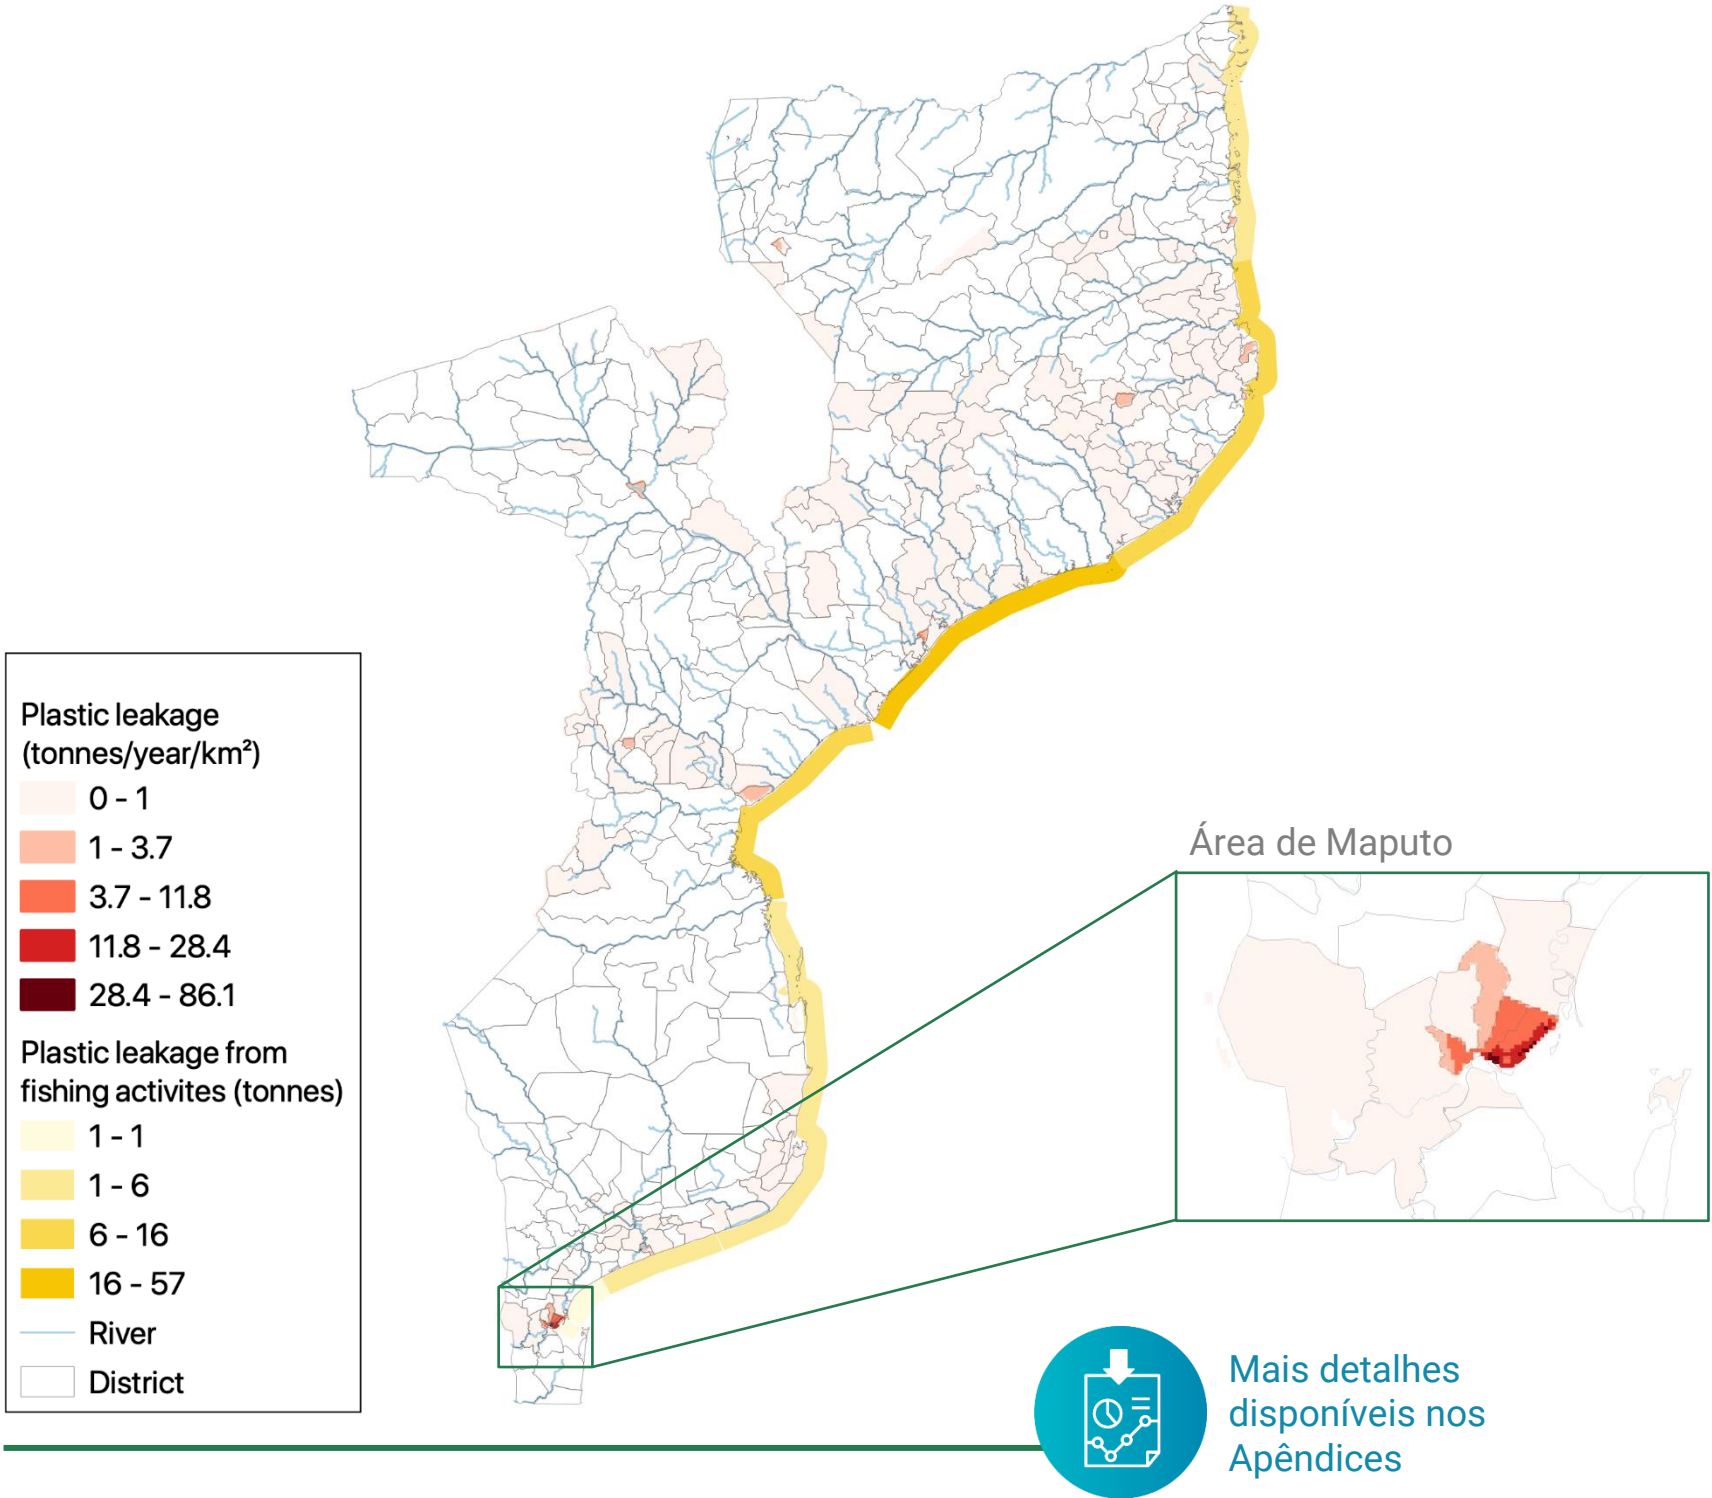 Plastic leakage
(tonnes/year/km²)
0 - 1
1 - 3.7
3.7 - 11.8
11.8 - 28.4
28.4 - 86.1
Plastic leakage from
fishing activites (tonnes)
1 - 1
1 - 6
6 - 16
16 - 57
River
District
Área de Maputo
Mais detalhes
disponíveis nos
Apêndices